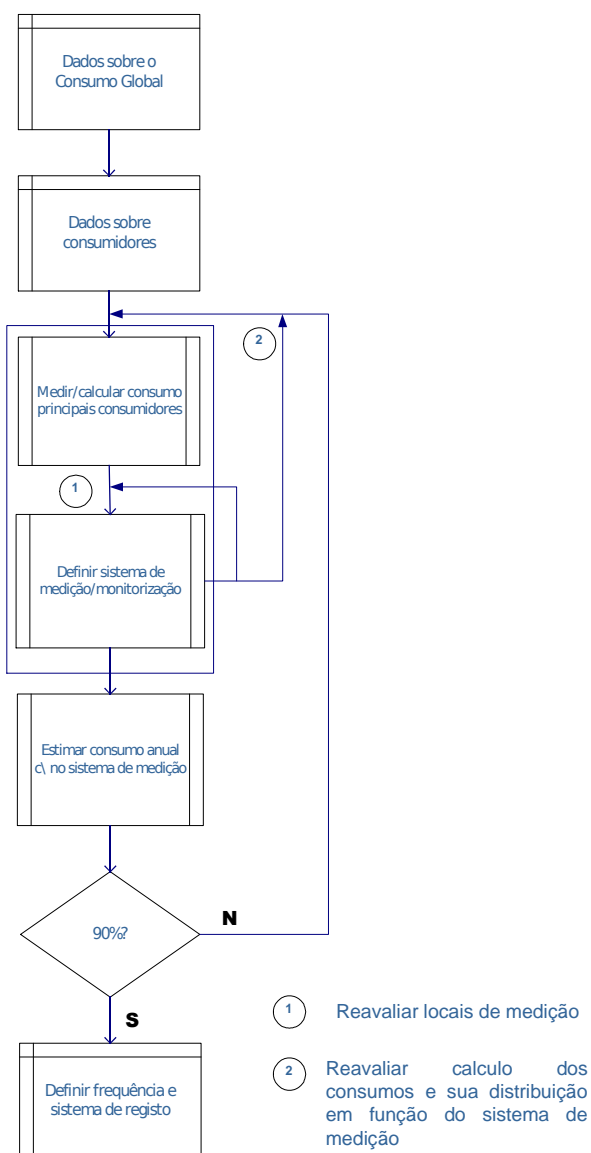 Dados sobre o
Consumo Global
Dados sobre
consumidores
2
Medir/calcular consumo
principais consumidores
1
Definir sistema de
medição/monitorização
Estimar consumo anual
c\ no sistema de medição
90%?
N
S
1 Reavaliar locais de medição
Definir frequência e
sistema de registo
2 Reavaliar calculo dos
consumos e sua distribuição
em função do sistema de
medição